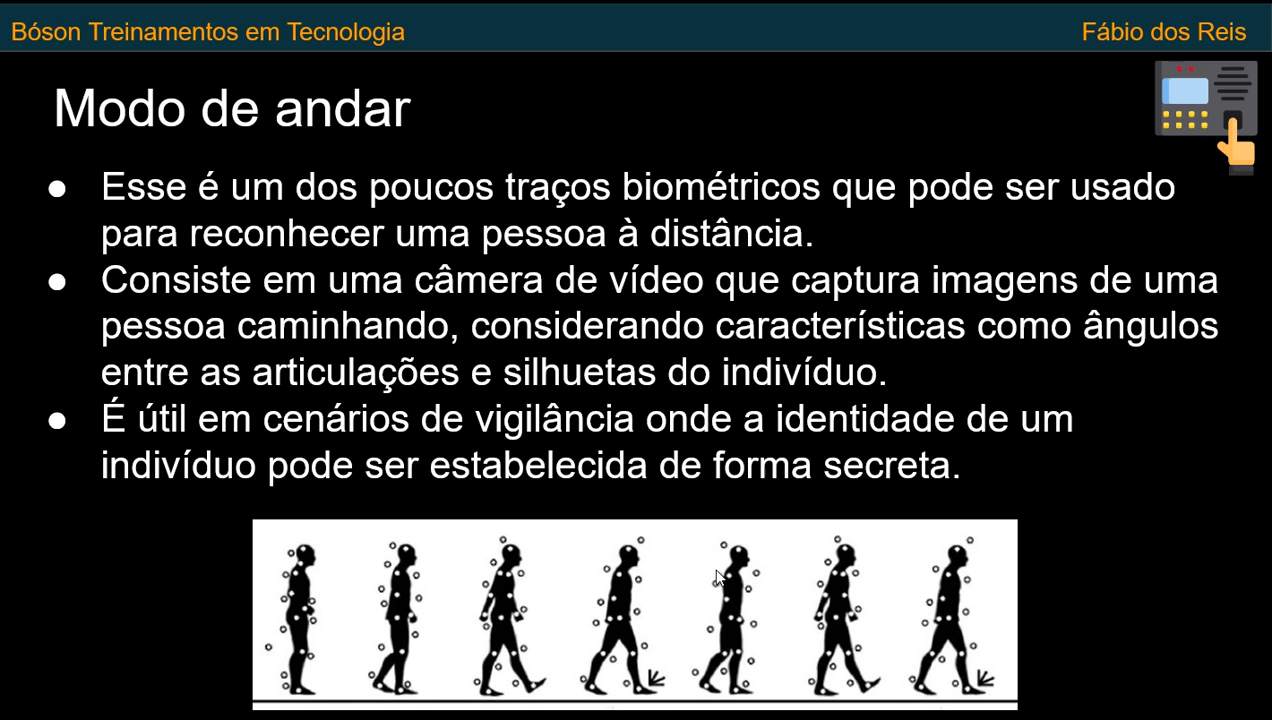 Bóson Treinamentos em Tecnologia
Fábio dos Reis
Modo de andar
● Esse é um dos poucos traços biométricos que pode ser usado
para reconhecer uma pessoa à distância.
● Consiste em uma câmera de vídeo que captura imagens de uma
pessoa caminhando, considerando características como ângulos
entre as articulações e silhuetas do indivíduo.
● É útil em cenários de vigilância onde a identidade de um
indivíduo pode ser estabelecida de forma secreta.